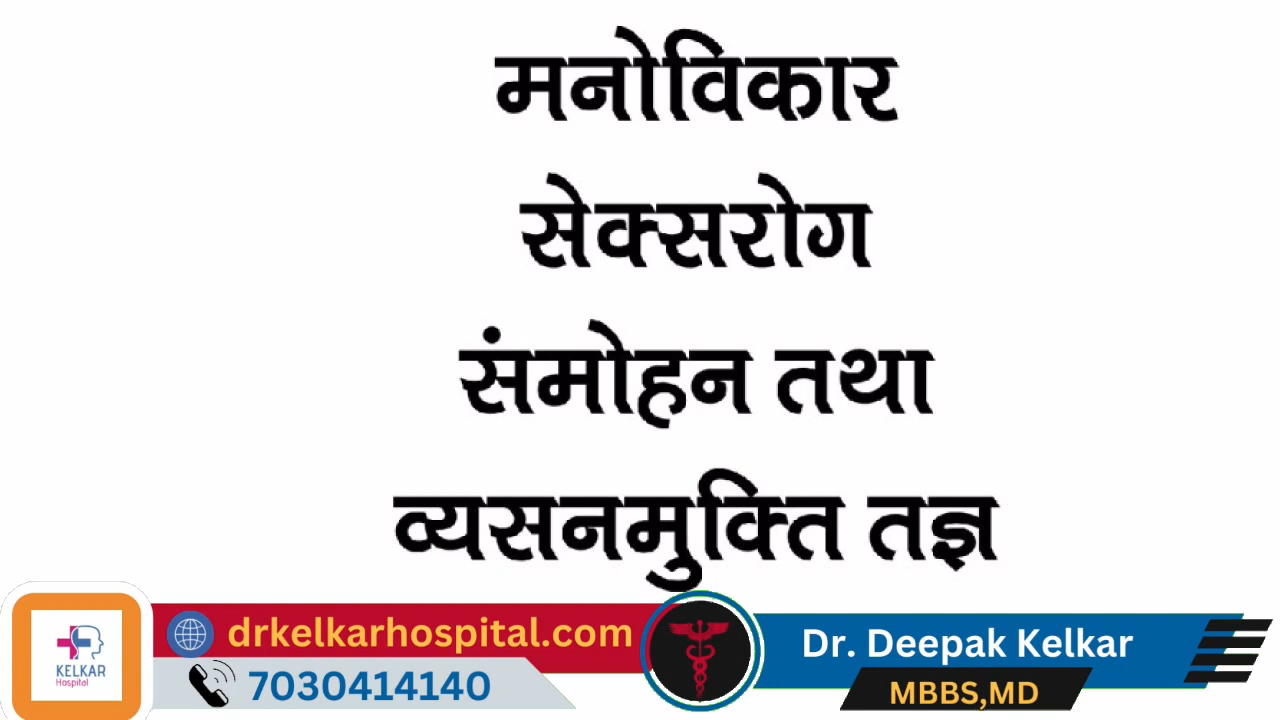 मनोविकार
सेक्सरोग
संमोहन तथा
व्यसनमुक्ति तज्ञ
KELKAR
Hospital
drkelkarhospital.com
7030414140
Dr. Deepak Kelkar
MBBS,MD